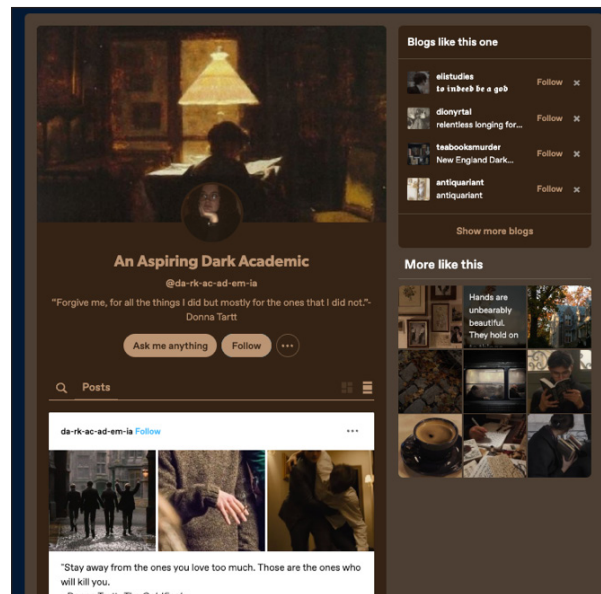 An Aspiring Dark Academic
@da-rk-ac-ad-em-ia
"Forgive me, for all the things I did but mostly for the ones that I did not."-
Donna Tartt
Ask me anything
Follow
Posts
da-rk-ac-ad-em-ia Follow
"Stay away from the ones you love too much. Those are the ones who
will kill you.
Blogs like this one
elistudies
𝖙𝖔 𝖎𝖓𝖉𝖊𝖊𝖉 𝖇𝖊 𝖆 𝖌𝖔𝖉
Follow
dionyrtal
relentless longing for...
Follow
teabooksmurder
New England Dark...
Follow
antiquariant
antiquariant
Follow
Show more blogs
More like this
Hands are
unbearably
beautiful.
They hold on